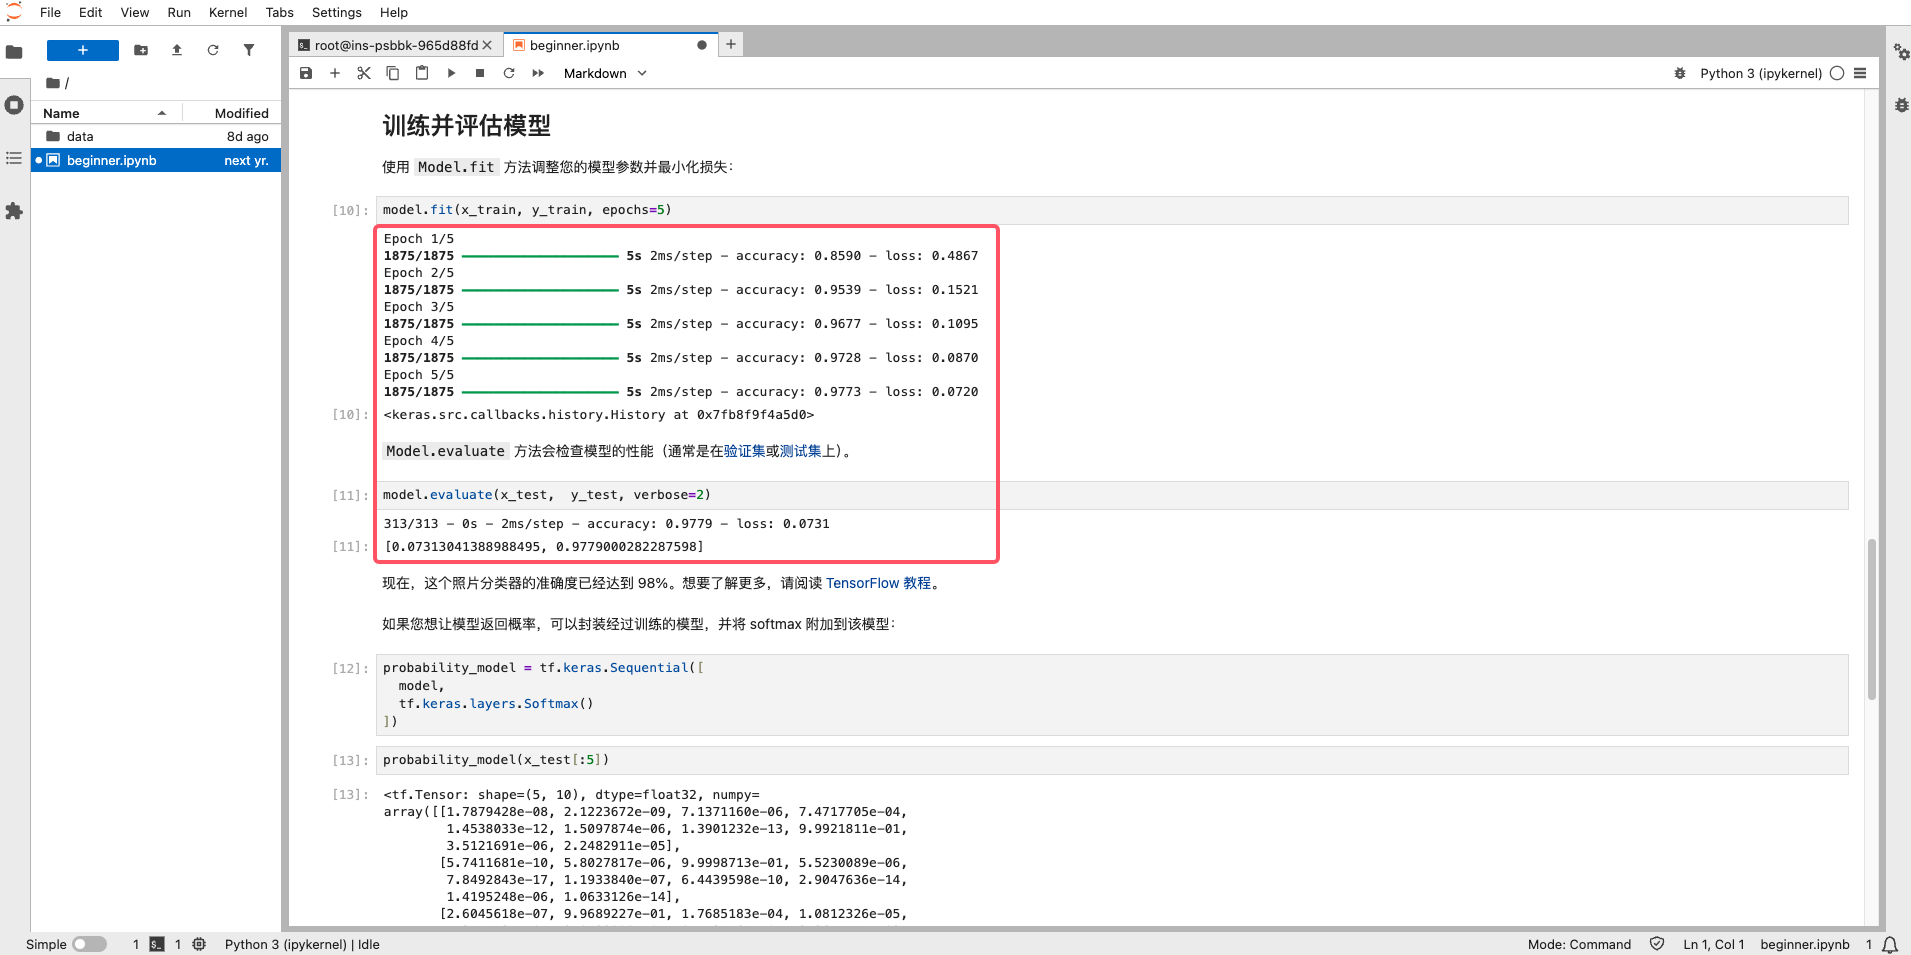 File Edit View Run Kernel Tabs Settings Help
root@ins-psbbk-965d88fd
beginner.ipynb
Markdown
Python 3 (ipykernel)
/
Name Modified
data 8d ago
beginner.ipynb next yr.
训练并评估模型
使用 Model.fit 方法调整您的模型参数并最小化损失：
[10]: model.fit(x_train, y_train, epochs=5)
Epoch 1/5
1875/1875 5s 2ms/step - accuracy: 0.8590 - loss: 0.4867
Epoch 2/5
1875/1875 5s 2ms/step - accuracy: 0.9539 - loss: 0.1521
Epoch 3/5
1875/1875 5s 2ms/step - accuracy: 0.9677 - loss: 0.1095
Epoch 4/5
1875/1875 5s 2ms/step - accuracy: 0.9728 - loss: 0.0870
Epoch 5/5
1875/1875 5s 2ms/step - accuracy: 0.9773 - loss: 0.0720
[10]: <keras.src.callbacks.history.History at 0x7fb8f9f4a5d0>
Model.evaluate 方法会检查模型的性能（通常是在验证集或测试集上）。
[11]: model.evaluate(x_test,  y_test, verbose=2)
313/313 - 0s - 2ms/step - accuracy: 0.9779 - loss: 0.0731
[11]: [0.07313041388988495, 0.9779000282287598]
现在，这个照片分类器的准确度已经达到 98%。想要了解更多，请阅读 TensorFlow 教程。
如果您想让模型返回概率，可以封装经过训练的模型，并将 softmax 附加到该模型：
[12]: probability_model = tf.keras.Sequential([
model,
tf.keras.layers.Softmax()
])
[13]: probability_model(x_test[:5])
[13]: <tf.Tensor: shape=(5, 10), dtype=float32, numpy=
array([[1.7879428e-08, 2.1223672e-09, 7.1371160e-06, 7.4717705e-04,
1.4538033e-12, 1.5097874e-06, 1.3901232e-13, 9.9921811e-01,
3.5121691e-06, 2.2482911e-05],
[5.7411681e-10, 5.8027817e-06, 9.9998713e-01, 5.5230089e-06,
7.8492843e-17, 1.1933840e-07, 6.4439598e-10, 2.9047636e-14,
1.4195248e-06, 1.0633126e-14],
[2.6045618e-07, 9.9689227e-01, 1.7685183e-04, 1.0812326e-05,
Simple 1 1 Python 3 (ipykernel) | Idle Mode: Command Ln 1, Col 1 beginner.ipynb 1